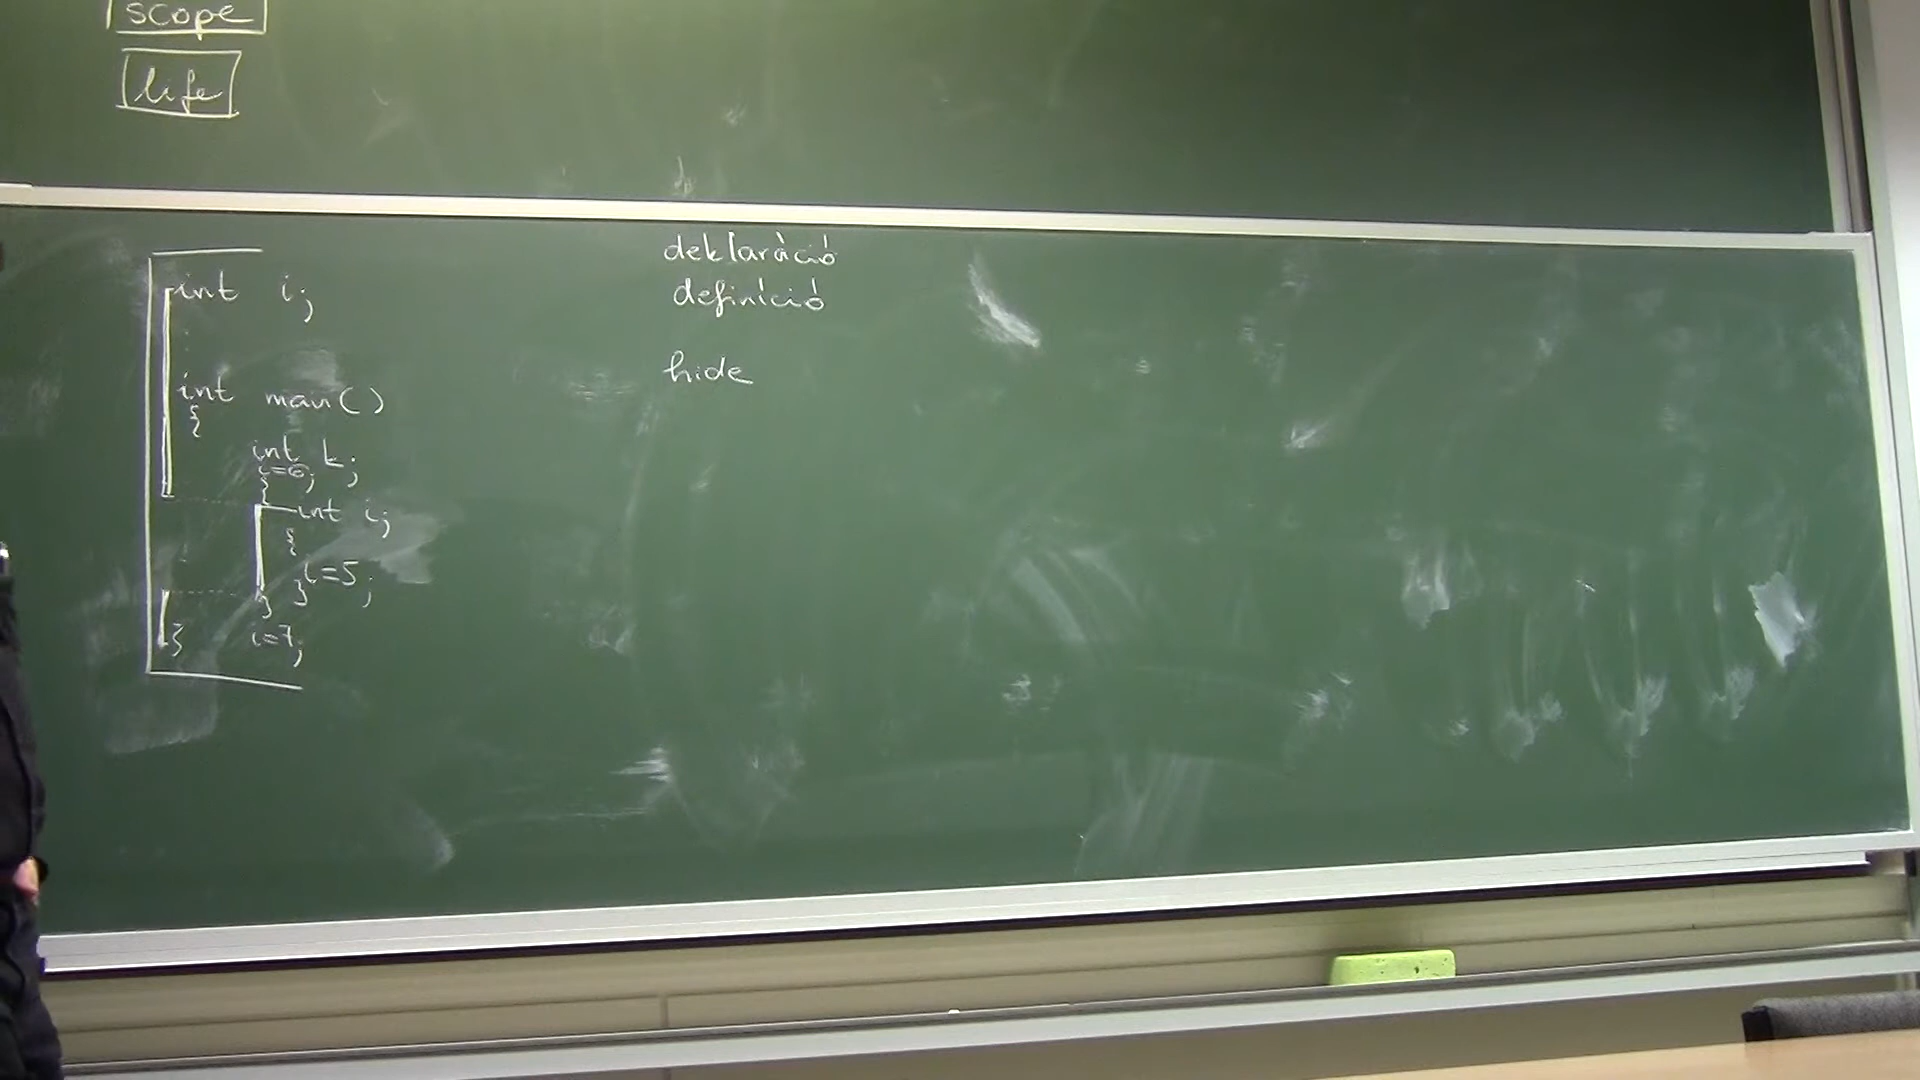 scope
life
int i;
int main()
{
int k;
i=6;
{
int i;
{
i=5;
}
}
i=7;
}
deklaráció
definíció
hide